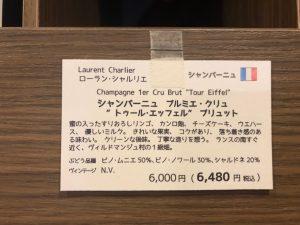 Laurent Charlier
ローラン・シャルリエ
シャンパーニュ
Champagne 1er Cru Brut "Tour Eiffel"
シャンパーニュ プルミエ・クリュ
"トゥール・エッフェル" ブリュット
蜜の入ったすりおろしリンゴ、カンロ飴、チーズケーキ、ウエハー
ス、優しいミルク。きれいな果実、コクがあり、落ち着き感のあ
る味わい。クリーンな後味。丁寧な造りを想う。ランスの南すぐ
近く、ヴィルドマンジュ村の1級畑。
ぶどう品種 ピノ・ムニエ50%、ピノ・ノワール30%、シャルドネ20%
ヴィンテージ N.V.
6,000円 (6,480円 税込)